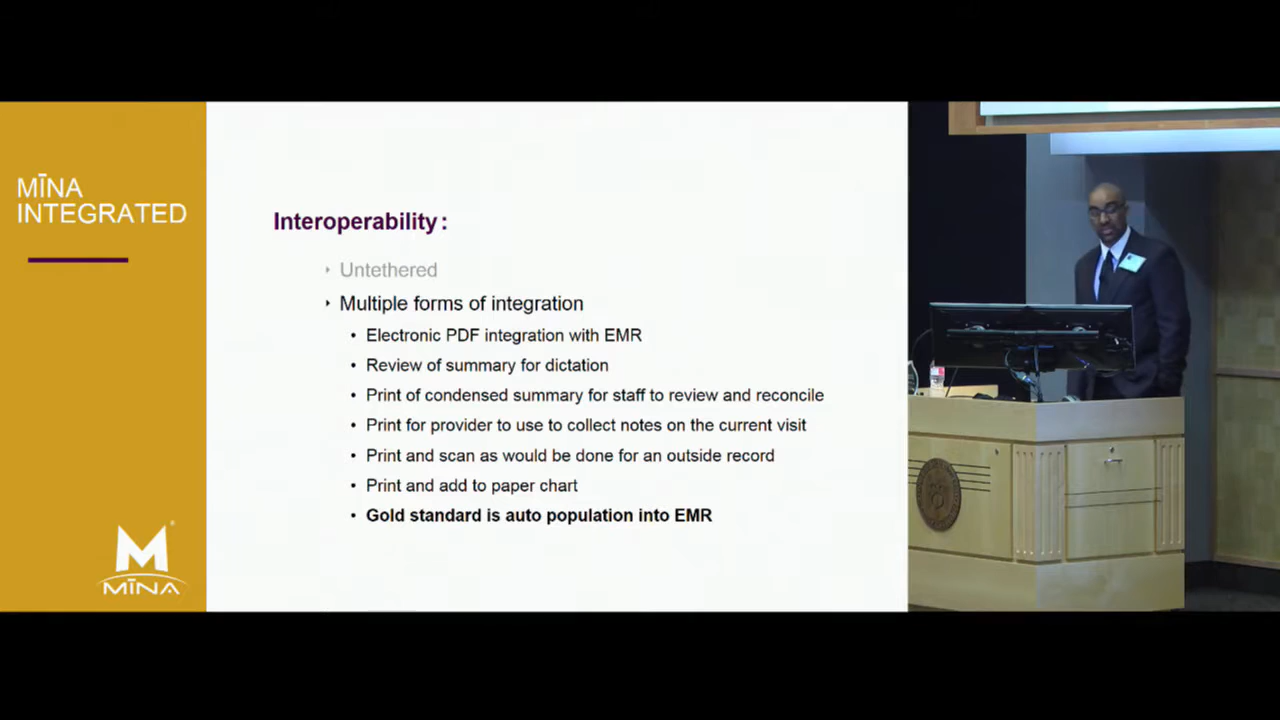 MĪNA
INTEGRATED
Interoperability:
Untethered
Multiple forms of integration
Electronic PDF integration with EMR
Review of summary for dictation
Print of condensed summary for staff to review and reconcile
Print for provider to use to collect notes on the current visit
Print and scan as would be done for an outside record
Print and add to paper chart
Gold standard is auto population into EMR
M®
MĪNA